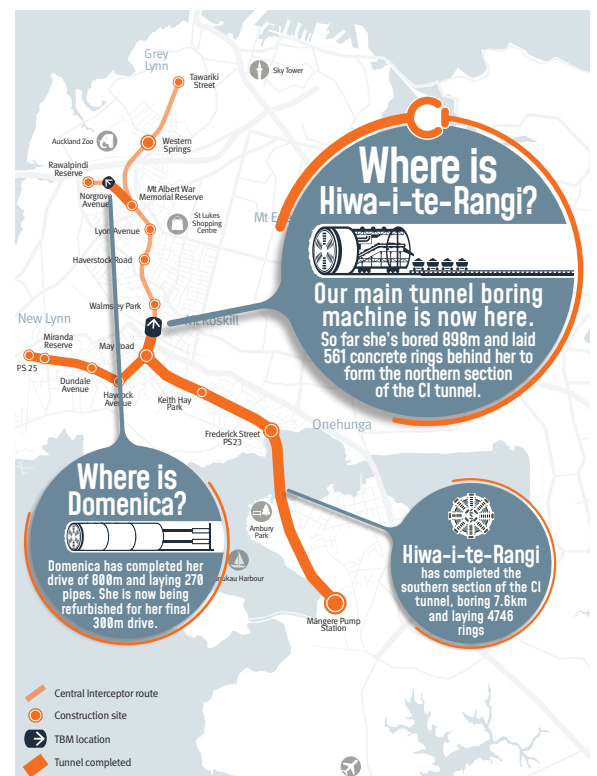 Grey
Lynn
Tawariki
Street
Sky Tower
Auckland Zoo
Western
Springs
Rawalpindi
Reserve
Norgrove
Avenue
Mt Albert War
Memorial Reserve
St Lukes
Shopping
Centre
Lyon Avenue
Mt E
Haverstock Road
Walmsley Park
New Lynn
Mt Roskill
Miranda
Reserve
May Road
PS 25
Dundale
Avenue
Haycock
Avenue
Keith Hay
Park
Frederick Street
PS23
Onehunga
Where is
Hiwa-i-te-Rangi?
Our main tunnel boring
machine is now here.
So far she's bored 898m and laid
561 concrete rings behind her to
form the northern section
of the CI tunnel.
Where is
Domenica?
Domenica has completed her
drive of 800m and laying 270
pipes. She is now being
refurbished for her final
300m drive.
Ambury
Park
nukau Harbour
Hiwa-i-te-Rangi
has completed the
southern section of the CI
tunnel, boring 7.6km
and laying 4746
rings
Māngere Pump
Station
Central Interceptor route
Construction site
TBM location
Tunnel completed